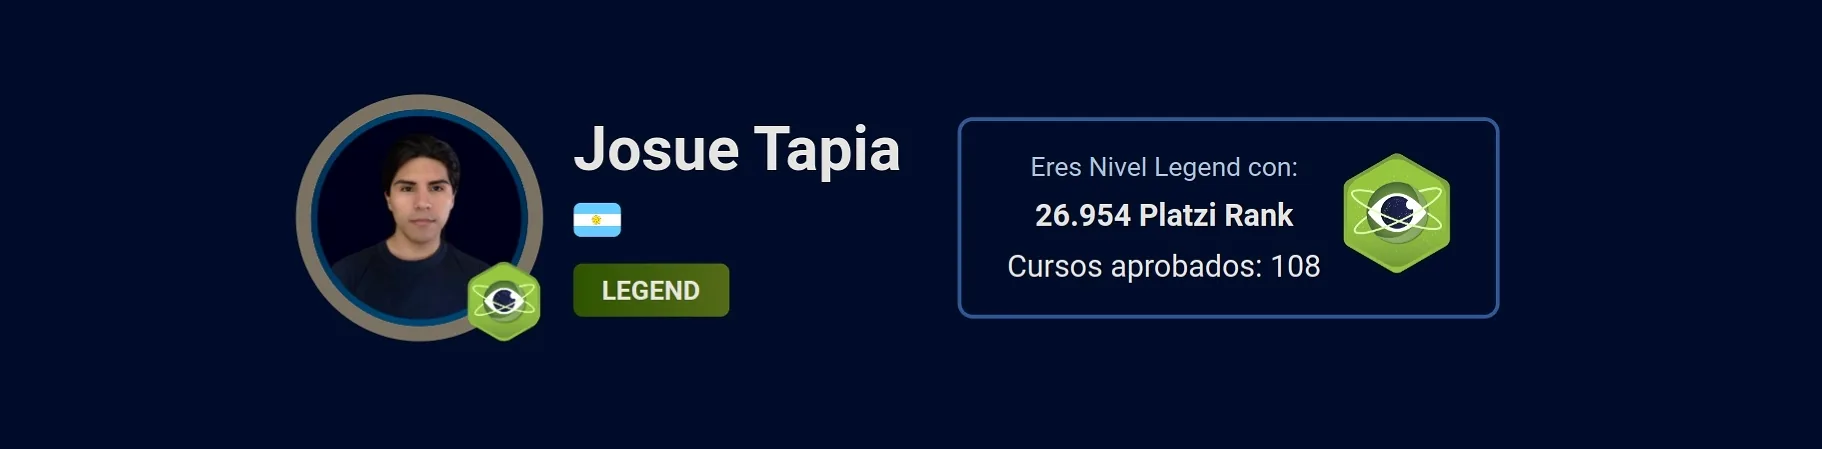 Josue Tapia
LEGEND
Eres Nivel Legend con:
26.954 Platzi Rank
Cursos aprobados: 108